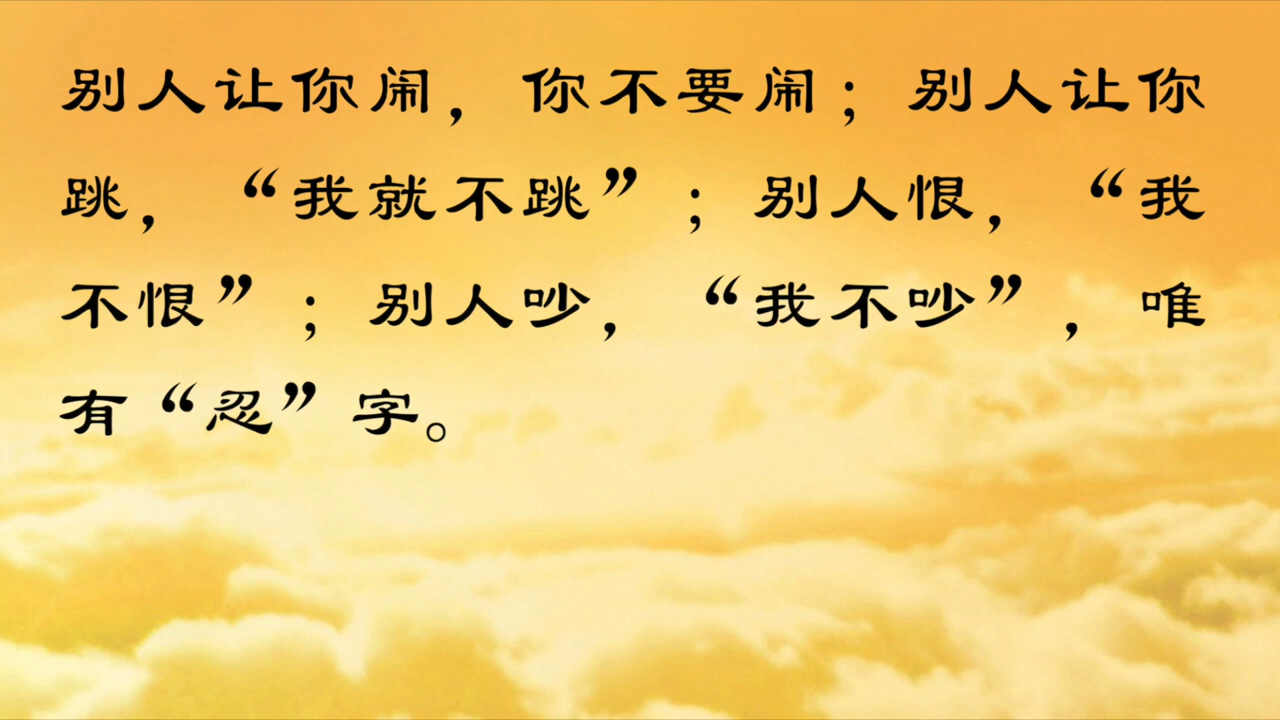 别人让你闹，你不要闹；别人让你
跳，“我就不跳”；别人恨，“我
不恨”；别人吵，“我不吵”，唯
有“忍”字。